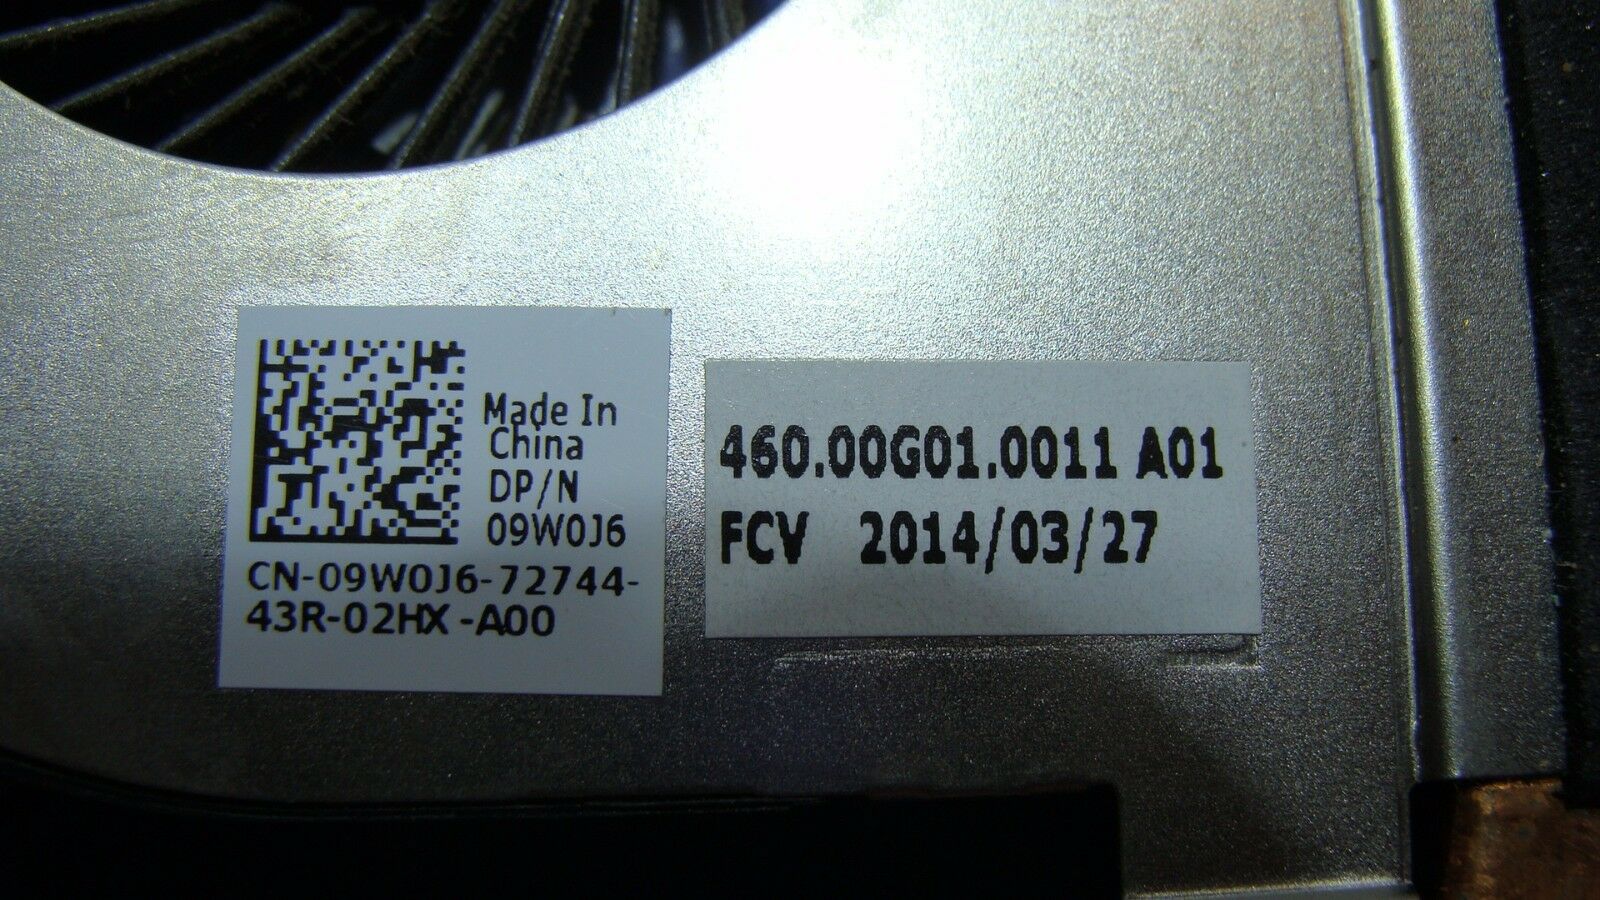 Made In
China
DP/N
09W0J6
CN-09W0J6-72744-
43R-02HX -A00
460.00G01.0011 A01
FCV 2014/03/27